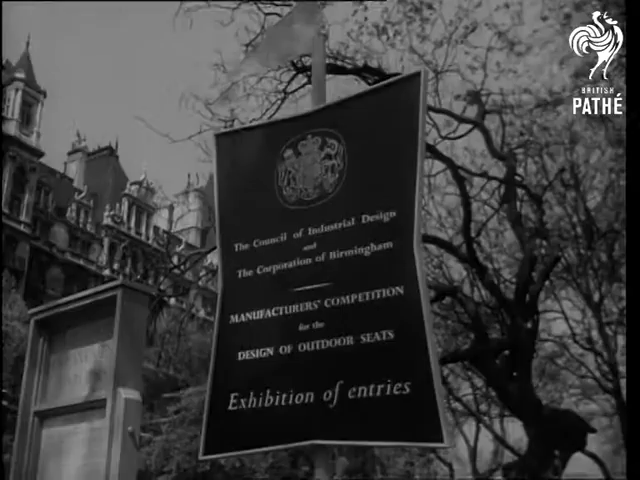 BRITISH
PATHÉ
The Council of Industrial Design
and
The Corporation of Birmingham
MANUFACTURERS' COMPETITION
for the
DESIGN OF OUTDOOR SEATS
Exhibition of entries